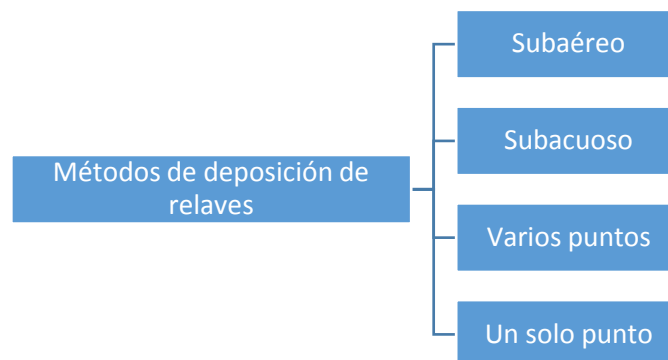 Métodos de deposición de
relaves
Subaéreo
Subacuoso
Varios puntos
Un solo punto